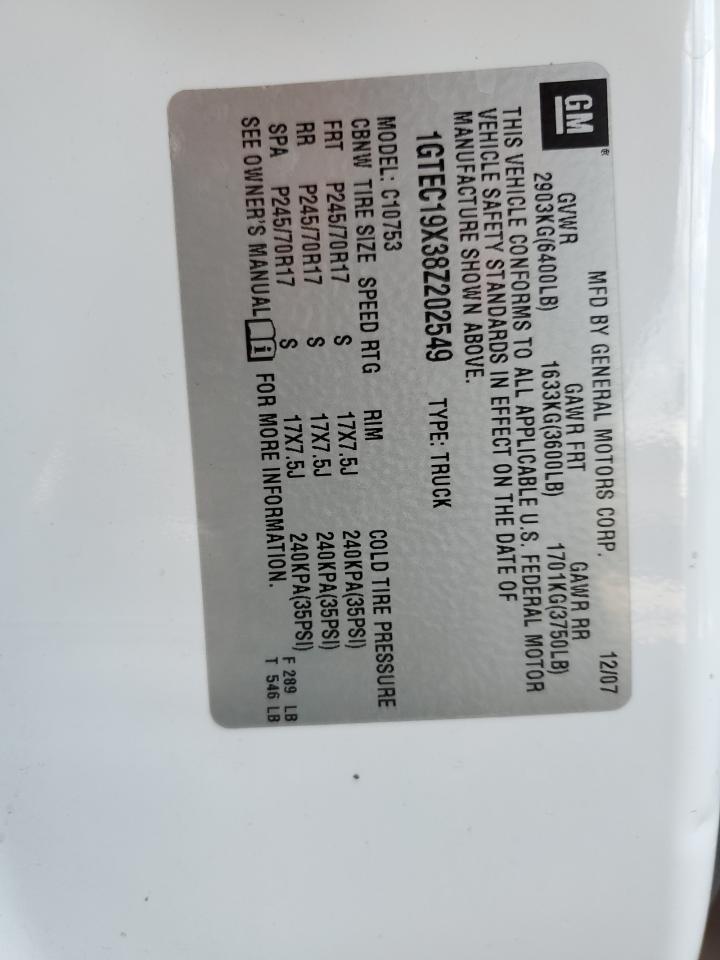 GM®
MFD BY GENERAL MOTORS CORP. 12/07
GVWR GAWR FRT GAWR RR
2903KG(6400LB) 1633KG(3600LB) 1701KG(3750LB)
THIS VEHICLE CONFORMS TO ALL APPLICABLE U.S. FEDERAL MOTOR
VEHICLE SAFETY STANDARDS IN EFFECT ON THE DATE OF
MANUFACTURE SHOWN ABOVE.
1GTEC19X38Z202549 TYPE: TRUCK
MODEL: C10753
CBNW TIRE SIZE SPEED RTG RIM COLD TIRE PRESSURE
FRT P245/70R17 S 17X7.5J 240KPA(35PSI)
RR P245/70R17 S 17X7.5J 240KPA(35PSI)
SPA P245/70R17 S 17X7.5J 240KPA(35PSI)
SEE OWNER'S MANUAL i FOR MORE INFORMATION.
F 289 LB
T 546 LB